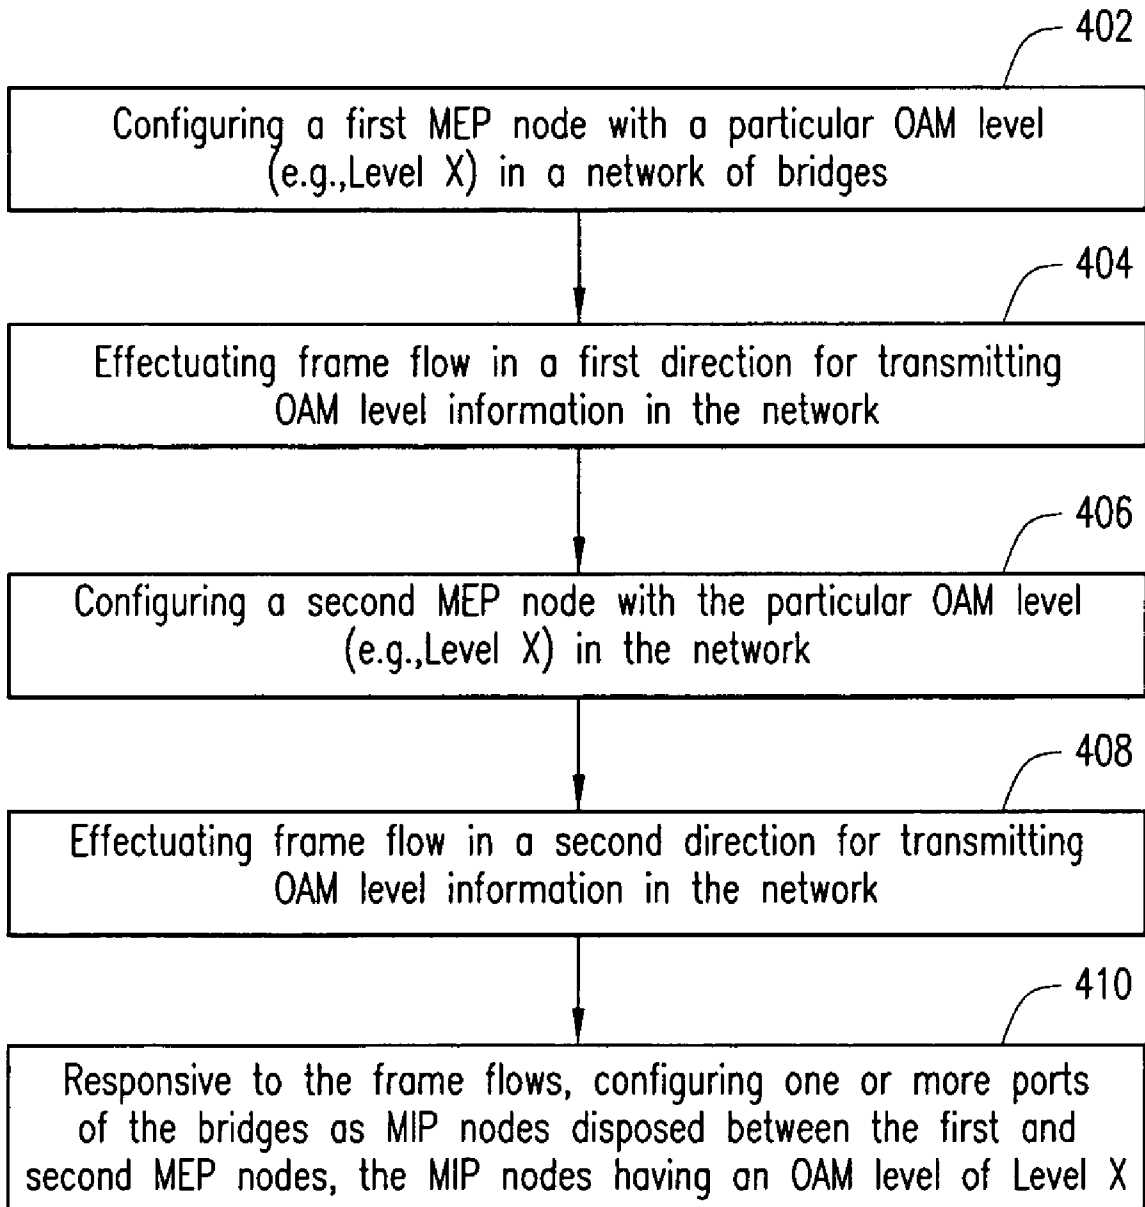 402
Configuring a first MEP node with a particular OAM level
(e.g.,Level X) in a network of bridges
404
Effectuating frame flow in a first direction for transmitting
OAM level information in the network
406
Configuring a second MEP node with the particular OAM level
(e.g.,Level X) in the network
408
Effectuating frame flow in a second direction for transmitting
OAM level information in the network
410
Responsive to the frame flows, configuring one or more ports
of the bridges as MIP nodes disposed between the first and
second MEP nodes, the MIP nodes having an OAM level of Level X